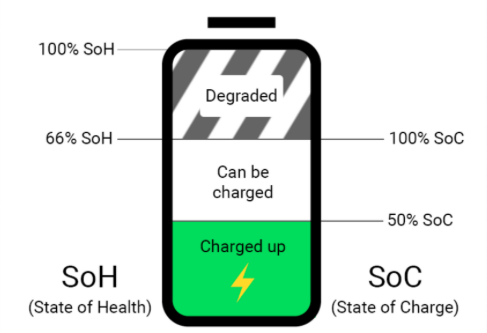 100% SoH
Degraded
66% SoH
100% SoC
Can be
charged
50% SoC
Charged up
SoH
(State of Health)
SoC
(State of Charge)